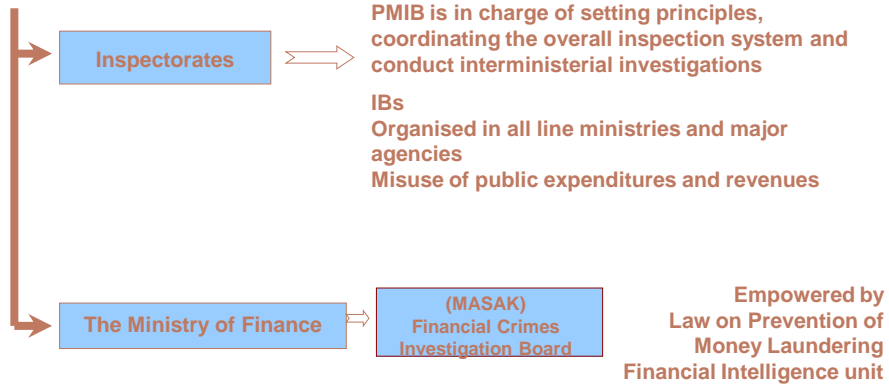 Inspectorates
PMIB is in charge of setting principles,
coordinating the overall inspection system and
conduct interministerial investigations
IBs
Organised in all line ministries and major
agencies
Misuse of public expenditures and revenues
The Ministry of Finance
(MASAK)
Financial Crimes
Investigation Board
Empowered by
Law on Prevention of
Money Laundering
Financial Intelligence unit